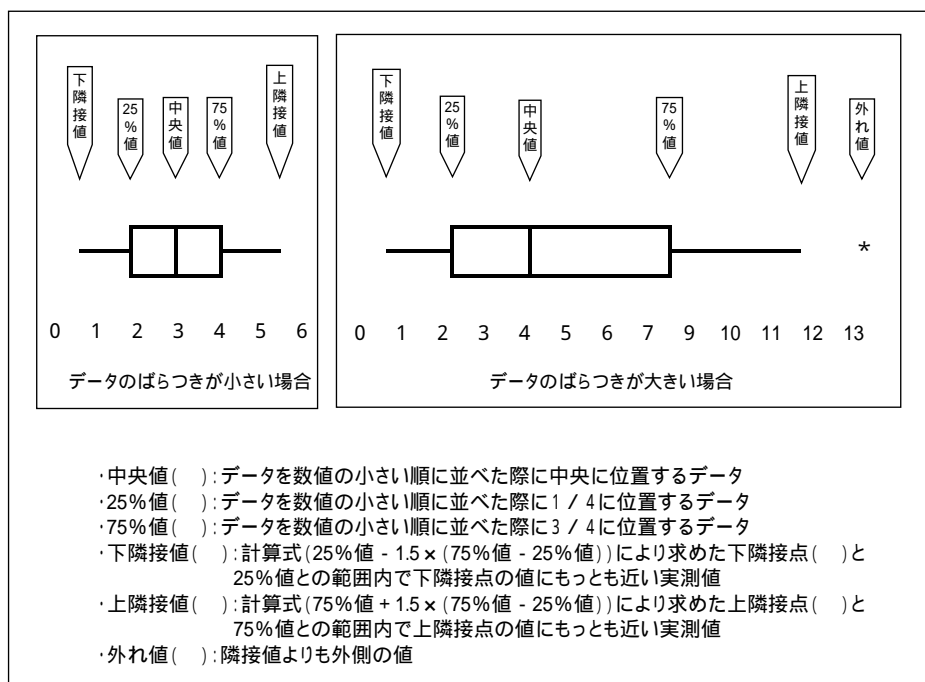 下隣接値
25%値
中央値
75%値
上隣接値
下隣接値
25%値
中央値
75%値
上隣接値
外れ値
*
0 1 2 3 4 5 6
データのばらつきが小さい場合
0 1 2 3 4 5 6 7 9 10 11 12 13
データのばらつきが大きい場合
・中央値( ):データを数値の小さい順に並べた際に中央に位置するデータ
・25%値( ):データを数値の小さい順に並べた際に1/4に位置するデータ
・75%値( ):データを数値の小さい順に並べた際に3/4に位置するデータ
・下隣接値( ):計算式(25%値-1.5×(75%値-25%値))により求めた下隣接点( )と
25%値との範囲内で下隣接点の値にもっとも近い実測値
・上隣接値( ):計算式(75%値+1.5×(75%値-25%値))により求めた上隣接点( )と
75%値との範囲内で上隣接点の値にもっとも近い実測値
・外れ値( ):隣接値よりも外側の値